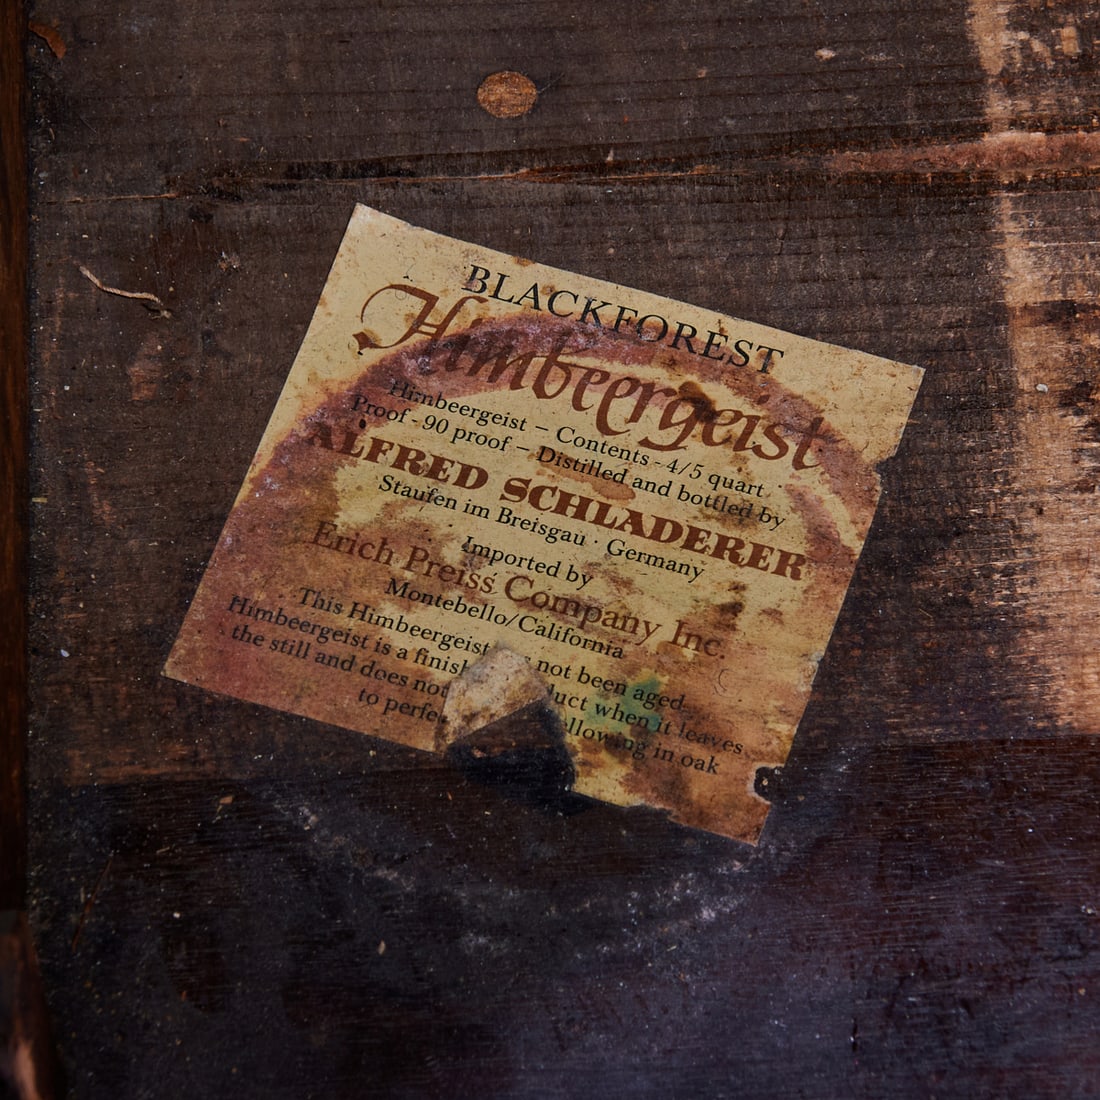 BLACKFOREST
Himbeergeist
Himbeergeist – Contents - 4/5 quart
Proof - 90 proof – Distilled and bottled by
ALFRED SCHLADERER
Staufen im Breisgau · Germany
Imported by
Erich Preiss Company Inc.
Montebello/California
This Himbeergeist not been aged
Himbeergeist is a finish duct when it leaves
the still and does not ellowing in oak
to perfe